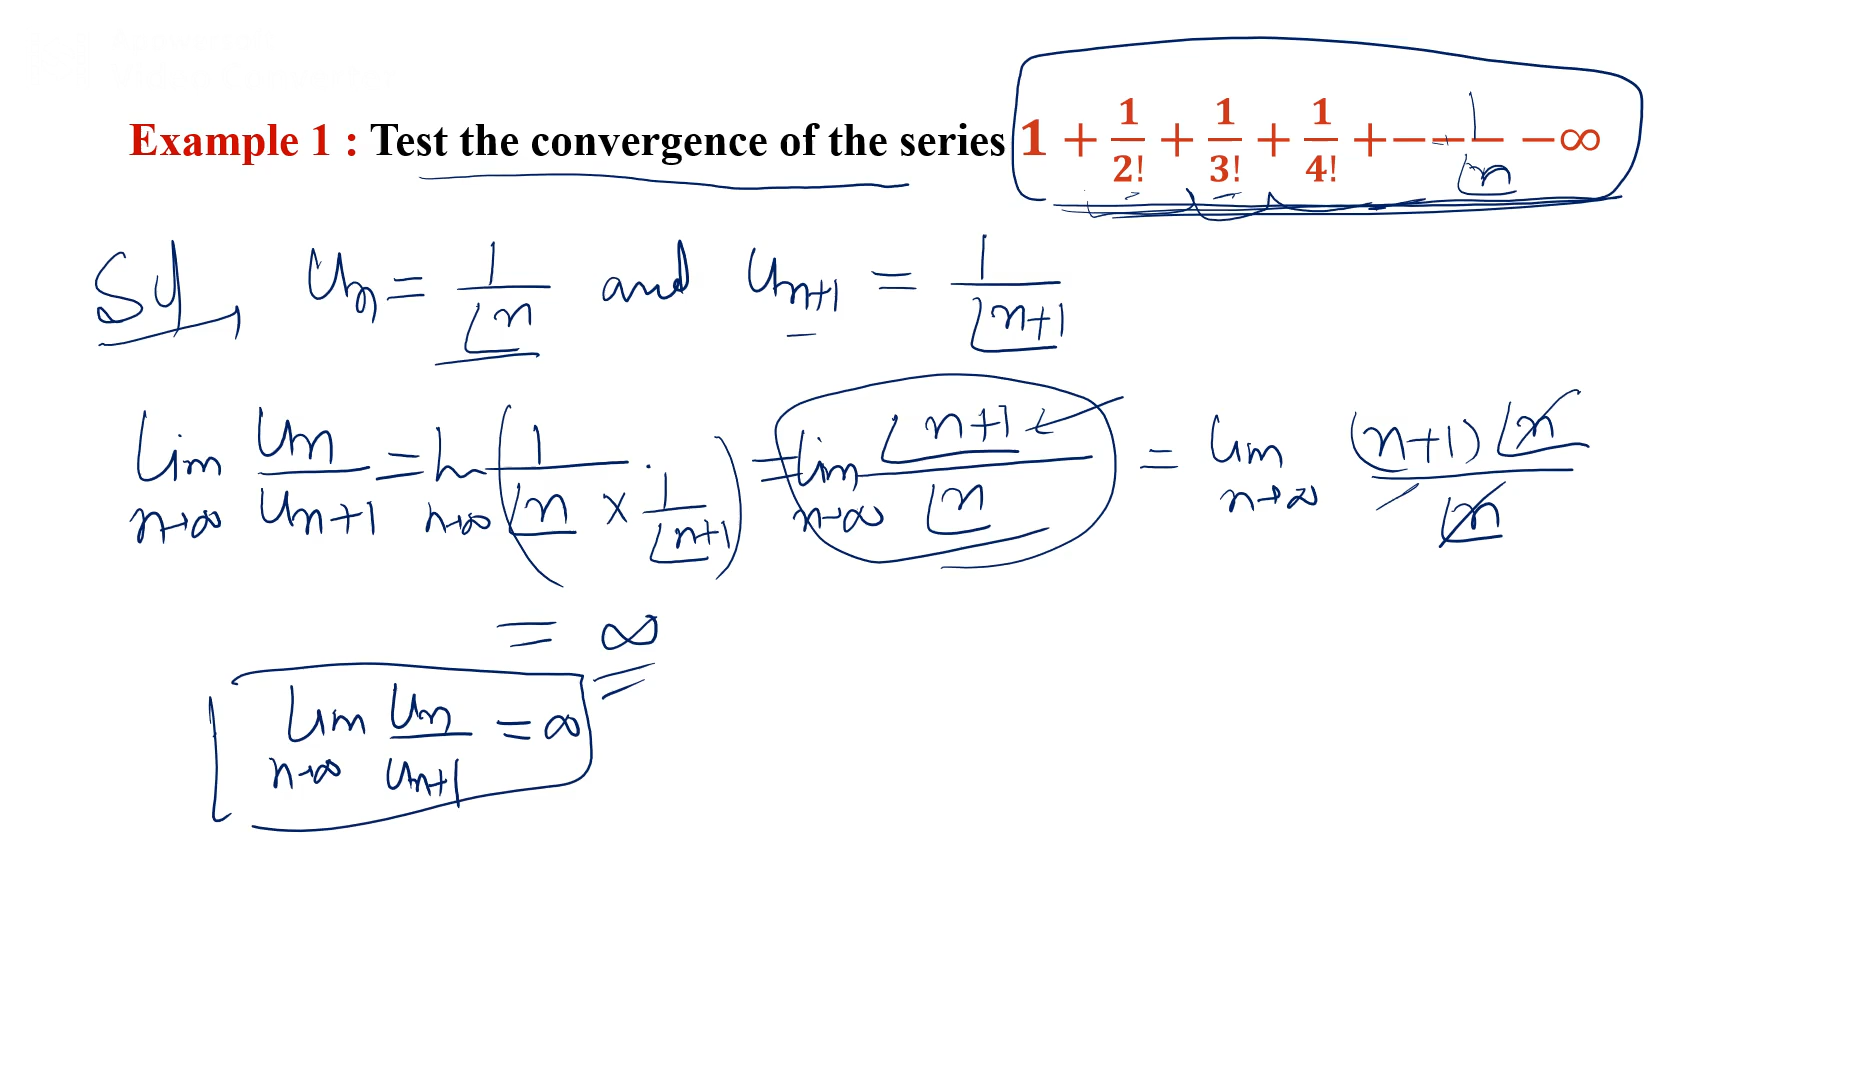 Example 1 : Test the convergence of the series 1 + 1/2! + 1/3! + 1/4! + − − 1/⌊n − ∞
Sol, Un = 1/⌊n and Un+1 = 1/⌊n+1
Lim n→∞ Un/Un+1 = lim n→∞ (1/⌊n × 1/⌊n+1) = lim n→∞ ⌊n+1/⌊n = lim n→∞ (n+1)⌊n/⌊n
= ∞
Lim n→∞ Un/Un+1 = ∞